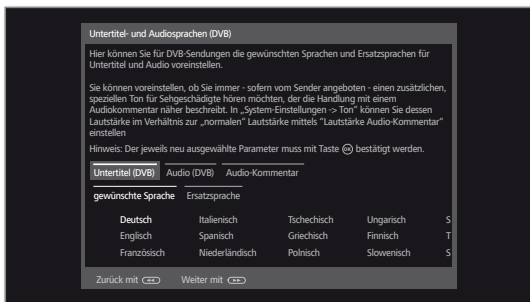 Untertitel- und Audiosprachen (DVB)
Hier können Sie für DVB-Sendungen die gewünschten Sprachen und Ersatzsprachen für
Untertitel und Audio voreinstellen.
Sie können voreinstellen, ob Sie immer - sofern vom Sender angeboten - einen zusätzlichen,
speziellen Ton für Sehgeschädigte hören möchten, der die Handlung mit einem
Audiokommentar näher beschreibt. In „System-Einstellungen -> Ton“ können Sie dessen
Lautstärke im Verhältnis zur „normalen“ Lautstärke mittels “Lautstärke Audio-Kommentar”
einstellen
Hinweis: Der jeweils neu ausgewählte Parameter muss mit Taste OK bestätigt werden.
Untertitel (DVB) Audio (DVB) Audio-Kommentar
gewünschte Sprache Ersatzsprache
Deutsch Italienisch Tschechisch Ungarisch S
Englisch Spanisch Griechisch Finnisch T
Französisch Niederländisch Polnisch Slowenisch S
Zurück mit Weiter mit